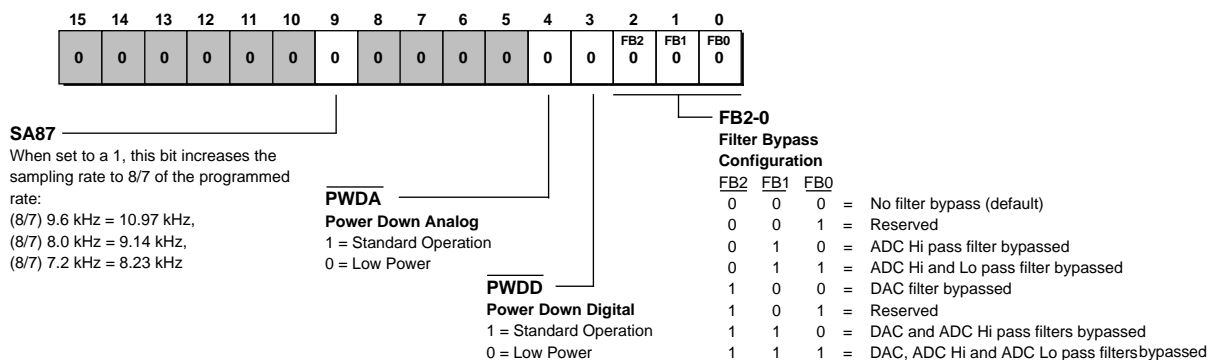 15 14 13 12 11 10 9 8 7 6 5 4 3 2 1 0
FB2 FB1 FB0
0 0 0 0 0 0 0 0 0 0 0 0 0 0 0 0
SA87
When set to a 1, this bit increases the
sampling rate to 8/7 of the programmed
rate:
(8/7) 9.6 kHz = 10.97 kHz,
(8/7) 8.0 kHz = 9.14 kHz,
(8/7) 7.2 kHz = 8.23 kHz
PWDA
Power Down Analog
1 = Standard Operation
0 = Low Power
PWDD
Power Down Digital
1 = Standard Operation
0 = Low Power
FB2-0
Filter Bypass
Configuration
FB2 FB1 FB0
0 0 0 = No filter bypass (default)
0 0 1 = Reserved
0 1 0 = ADC Hi pass filter bypassed
0 1 1 = ADC Hi and Lo pass filter bypassed
1 0 0 = DAC filter bypassed
1 0 1 = Reserved
1 1 0 = DAC and ADC Hi pass filters bypassed
1 1 1 = DAC, ADC Hi and ADC Lo pass filtersbypassed